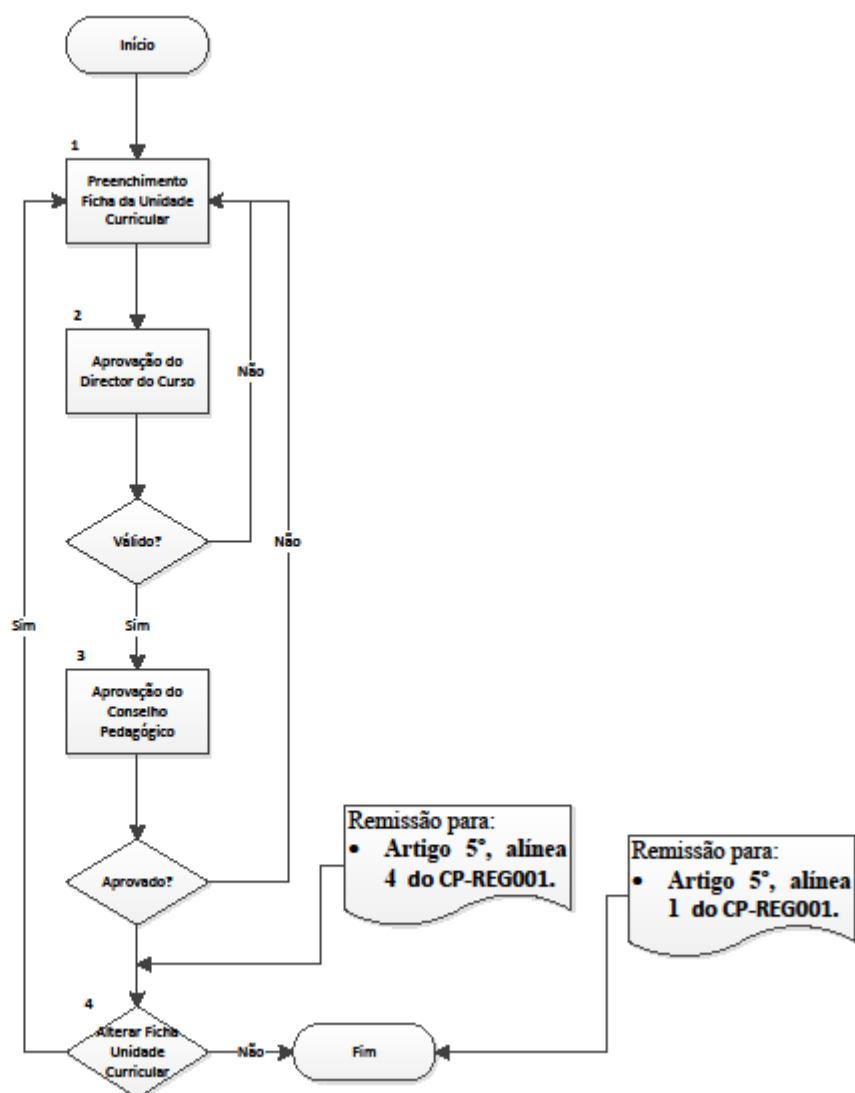 Início
1
Preenchimento
Ficha da Unidade
Curricular
2
Aprovação do
Director do Curso
Não
Válido?
Não
Sim
Sim
3
Aprovação do
Conselho
Pedagógico
Remissão para:
• Artigo 5º, alínea
4 do CP-REG001.
Remissão para:
• Artigo 5º, alínea
1 do CP-REG001.
Aprovado?
4
Alterar Ficha
Unidade
Curricular
Não
Fim